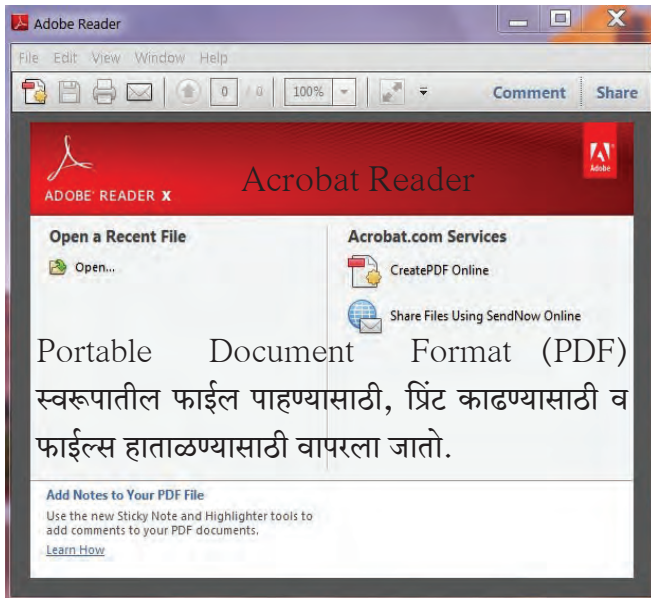 Adobe Reader
File Edit View Window Help
0 / 0 100% Comment Share
ADOBE® READER X
Acrobat Reader
Adobe
Open a Recent File
Open...
Acrobat.com Services
CreatePDF Online
Share Files Using SendNow Online
Portable Document Format (PDF)
स्वरूपातील फाईल पाहण्यासाठी, प्रिंट काढण्यासाठी व
फाईल्स हाताळण्यासाठी वापरला जातो.
Add Notes to Your PDF File
Use the new Sticky Note and Highlighter tools to
add comments to your PDF documents.
Learn How